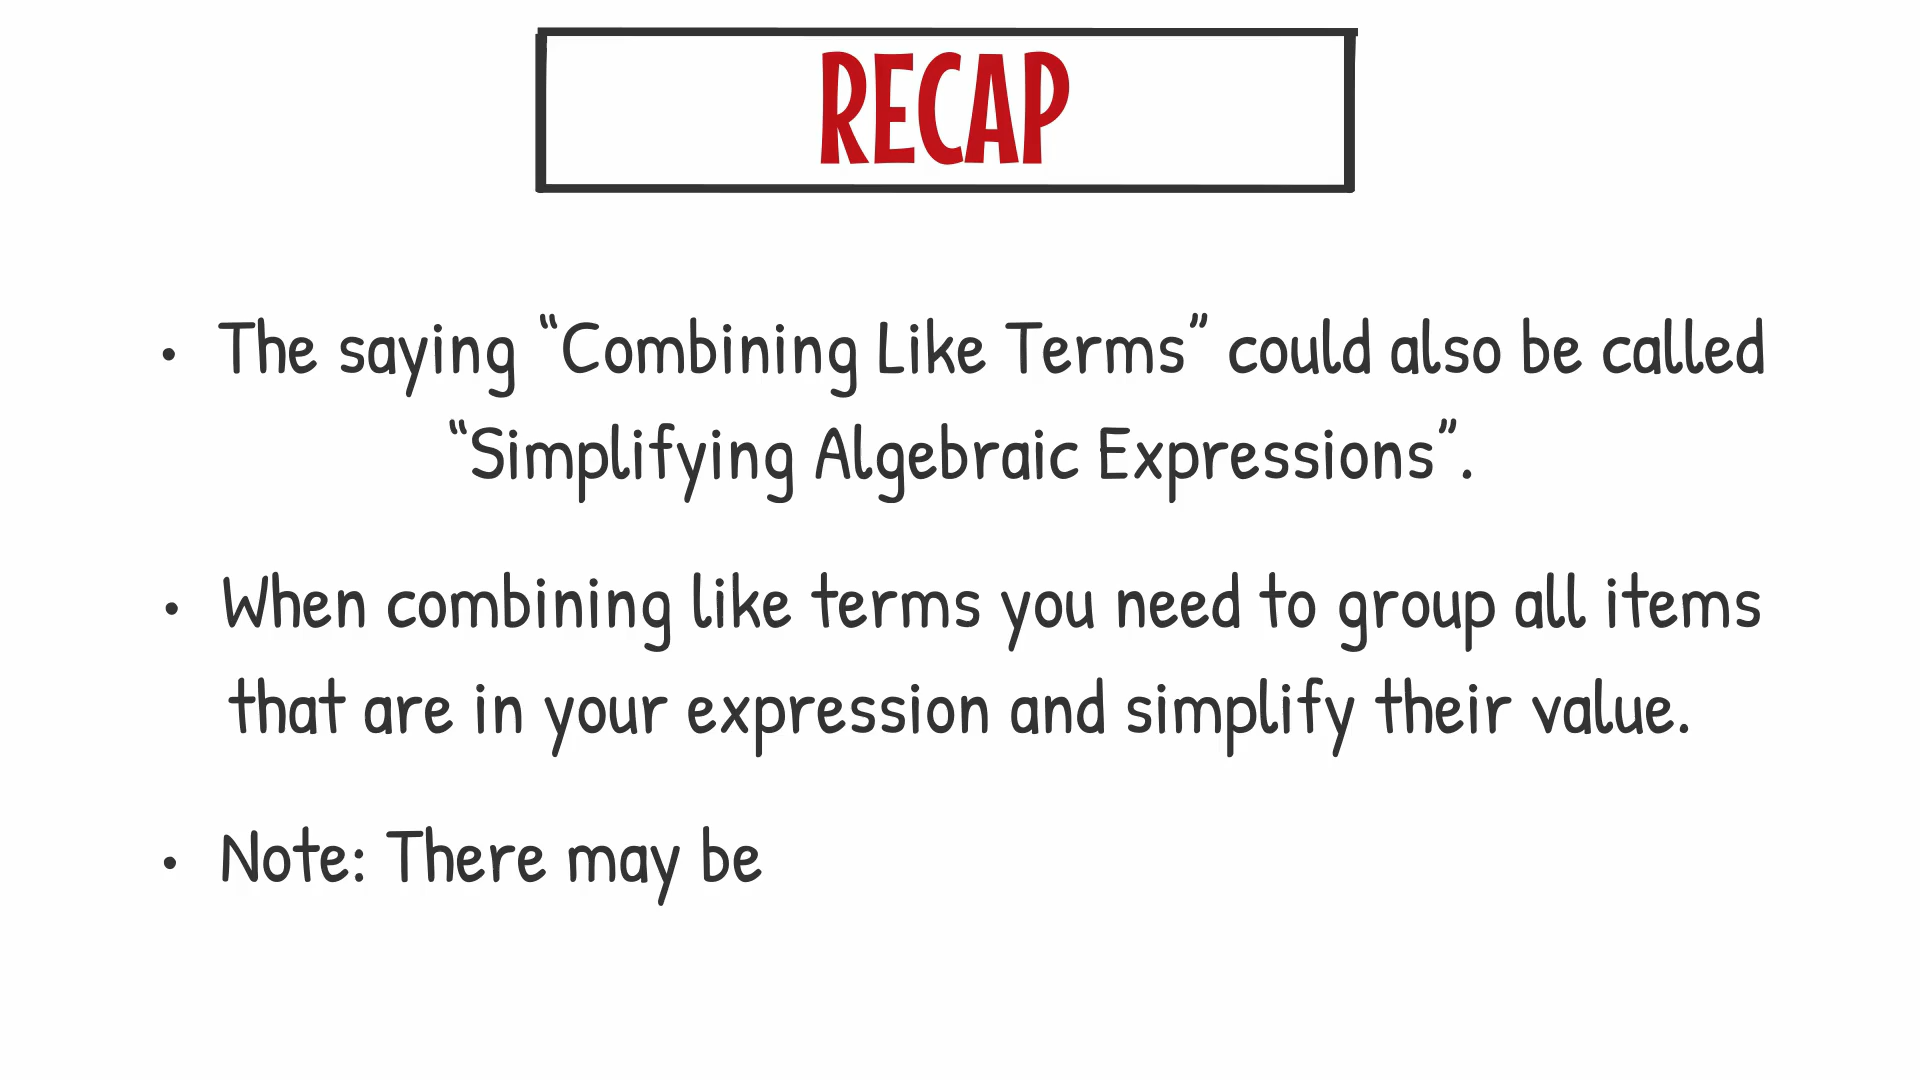 RECAP
• The saying “Combining Like Terms” could also be called
“Simplifying Algebraic Expressions”.
• When combining like terms you need to group all items
that are in your expression and simplify their value.
• Note: There may be